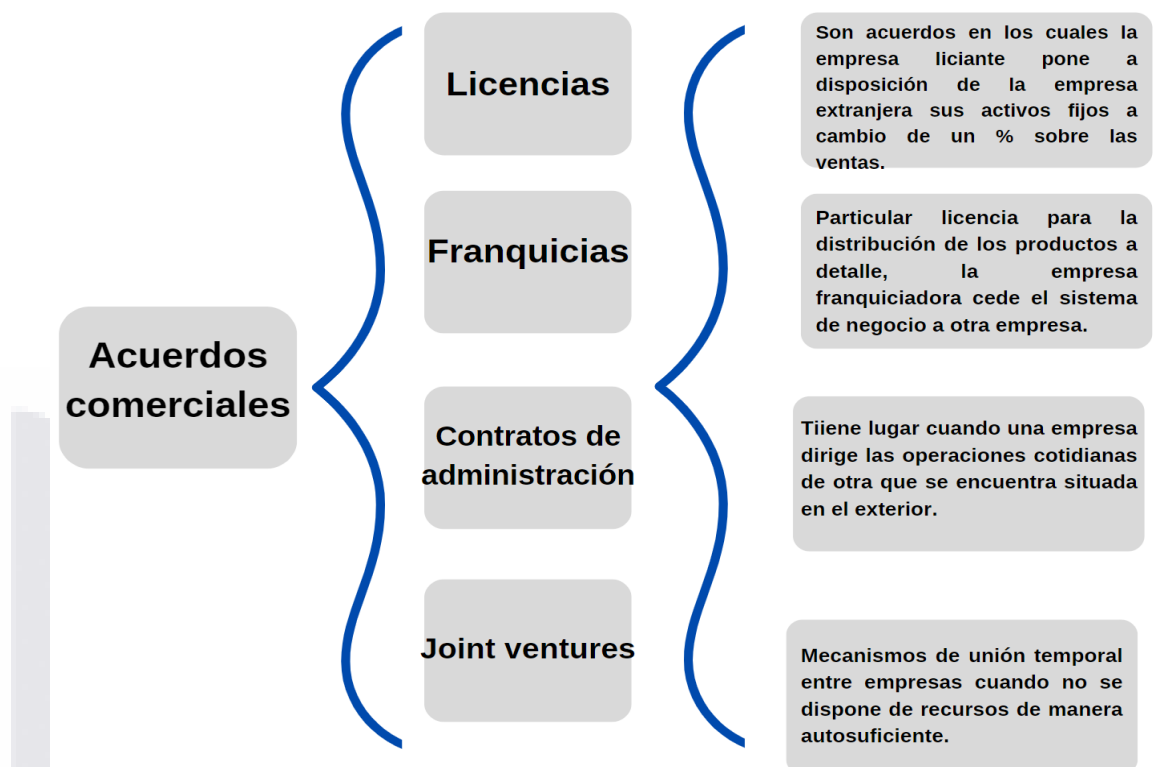 Acuerdos
comerciales
Licencias
Son acuerdos en los cuales la
empresa liciante pone a
disposición de la empresa
extranjera sus activos fijos a
cambio de un % sobre las
ventas.
Franquicias
Particular licencia para la
distribución de los productos a
detalle, la empresa
franquiciadora cede el sistema
de negocio a otra empresa.
Contratos de
administración
Tiiene lugar cuando una empresa
dirige las operaciones cotidianas
de otra que se encuentra situada
en el exterior.
Joint ventures
Mecanismos de unión temporal
entre empresas cuando no se
dispone de recursos de manera
autosuficiente.